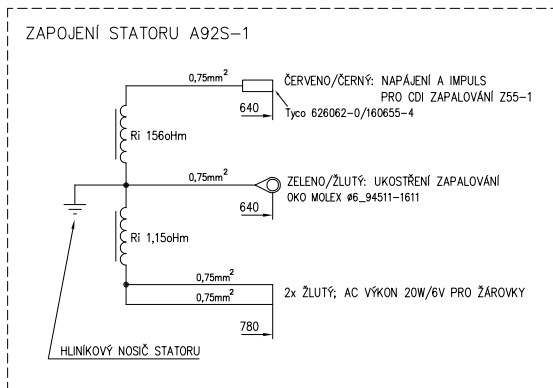 ZAPOJENÍ STATORU A92S-1
0,75mm²
ČERVENO/ČERNÝ: NAPÁJENÍ A IMPULS
PRO CDI ZAPALOVÁNÍ Z55-1
640
Tyco 626062-0/160655-4
Ri 156oHm
0,75mm²
ZELENO/ŽLUTÝ: UKOSTŘENÍ ZAPALOVÁNÍ
OKO MOLEX ø6_94511-1611
640
Ri 1,15oHm
0,75mm²
0,75mm²
2x ŽLUTÝ; AC VÝKON 20W/6V PRO ŽÁROVKY
780
HLINÍKOVÝ NOSIČ STATORU